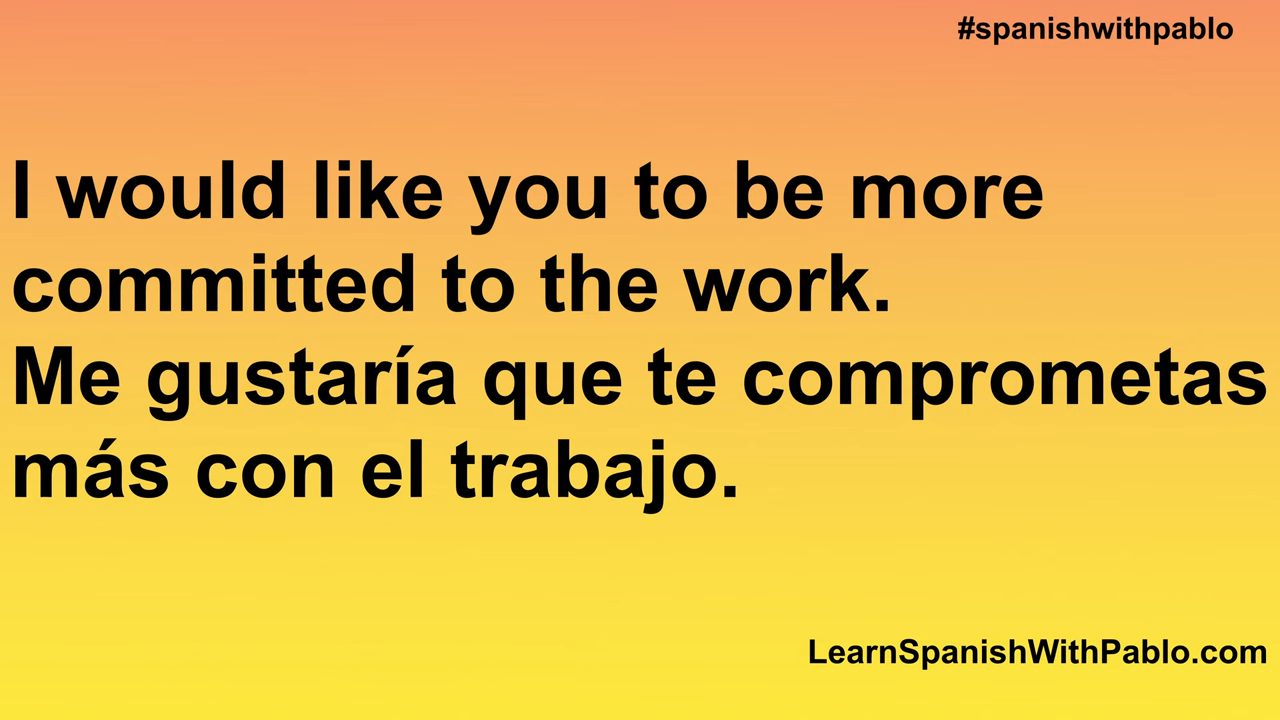 #spanishwithpablo
I would like you to be more
committed to the work.
Me gustaría que te comprometas
más con el trabajo.
LearnSpanishWithPablo.com